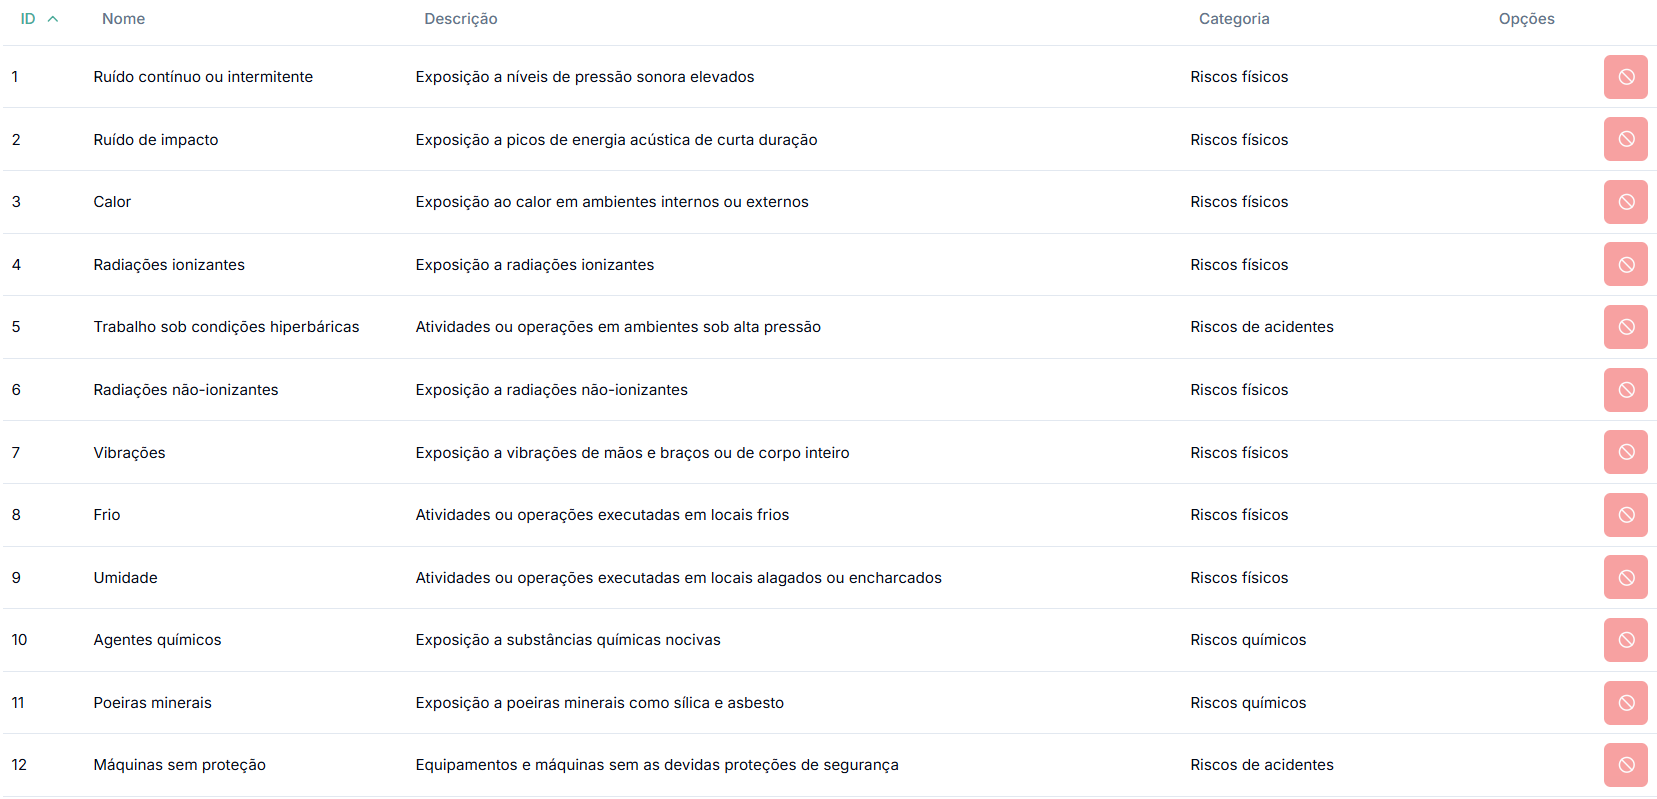 ID Nome Descrição Categoria Opções
1 Ruído contínuo ou intermitente Exposição a níveis de pressão sonora elevados Riscos físicos
2 Ruído de impacto Exposição a picos de energia acústica de curta duração Riscos físicos
3 Calor Exposição ao calor em ambientes internos ou externos Riscos físicos
4 Radiações ionizantes Exposição a radiações ionizantes Riscos físicos
5 Trabalho sob condições hiperbáricas Atividades ou operações em ambientes sob alta pressão Riscos de acidentes
6 Radiações não-ionizantes Exposição a radiações não-ionizantes Riscos físicos
7 Vibrações Exposição a vibrações de mãos e braços ou de corpo inteiro Riscos físicos
8 Frio Atividades ou operações executadas em locais frios Riscos físicos
9 Umidade Atividades ou operações executadas em locais alagados ou encharcados Riscos físicos
10 Agentes químicos Exposição a substâncias químicas nocivas Riscos químicos
11 Poeiras minerais Exposição a poeiras minerais como sílica e asbesto Riscos químicos
12 Máquinas sem proteção Equipamentos e máquinas sem as devidas proteções de segurança Riscos de acidentes